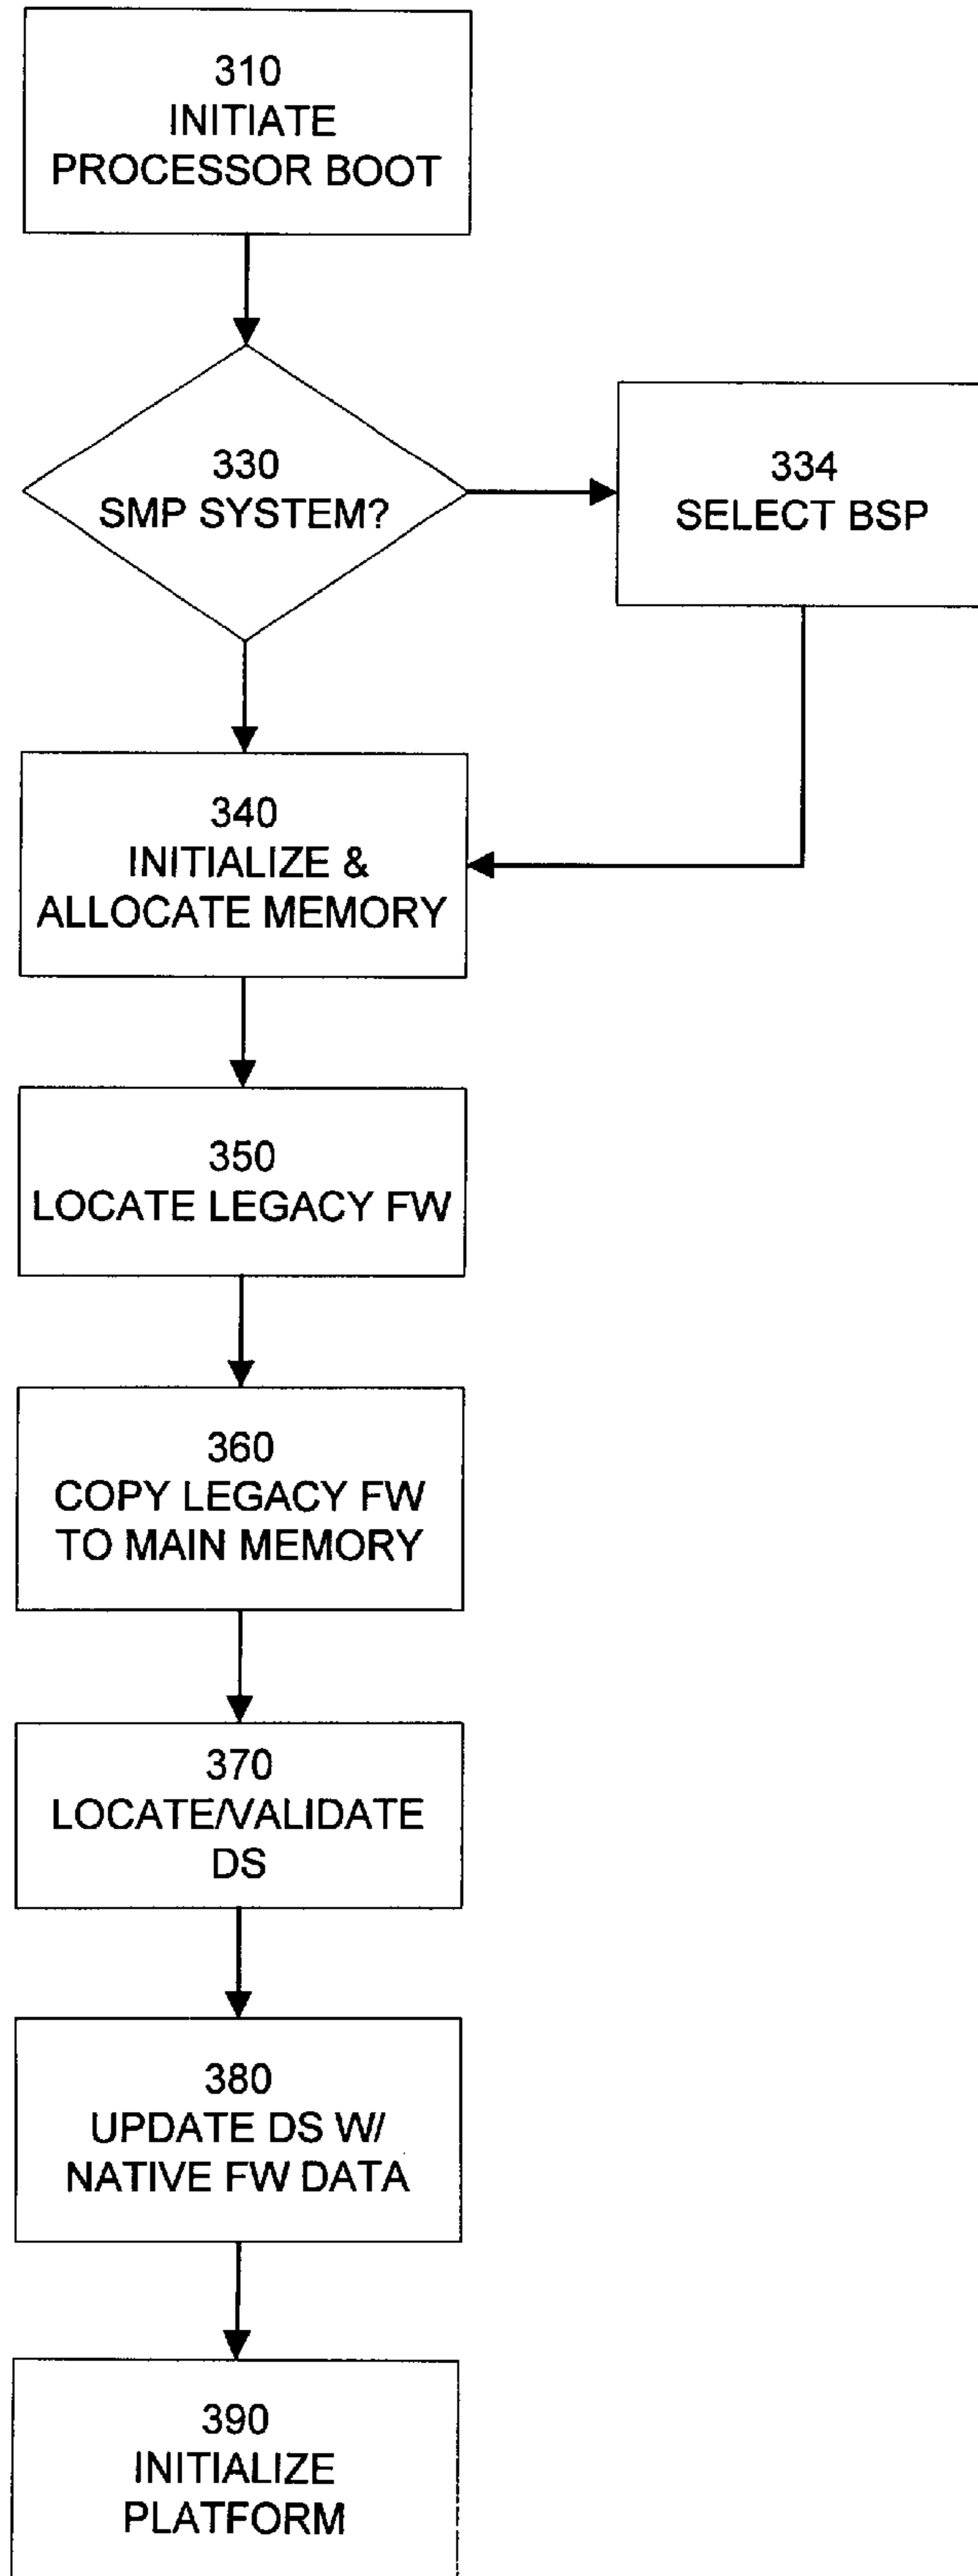 310
INITIATE
PROCESSOR BOOT
330
SMP SYSTEM?
334
SELECT BSP
340
INITIALIZE &
ALLOCATE MEMORY
350
LOCATE LEGACY FW
360
COPY LEGACY FW
TO MAIN MEMORY
370
LOCATE/VALIDATE
DS
380
UPDATE DS W/
NATIVE FW DATA
390
INITIALIZE
PLATFORM